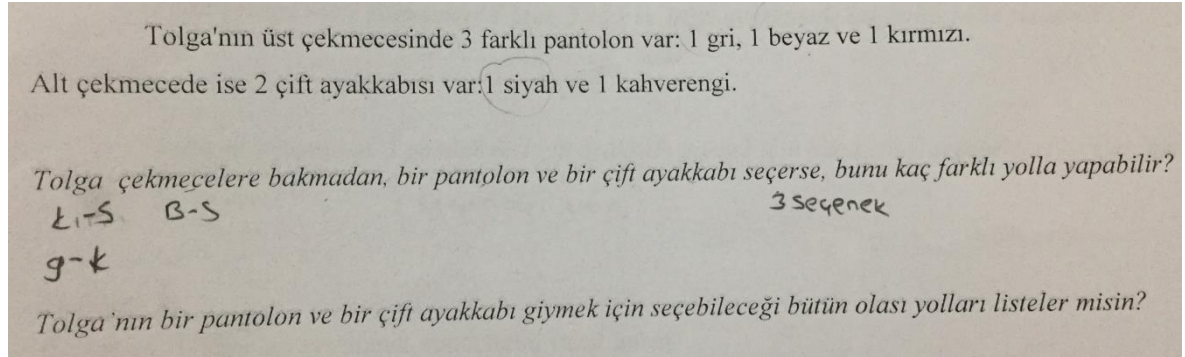 Tolga'nın üst çekmecesinde 3 farklı pantolon var: 1 gri, 1 beyaz ve 1 kırmızı.
Alt çekmecede ise 2 çift ayakkabısı var:1 siyah ve 1 kahverengi.
Tolga çekmecelere bakmadan, bir pantolon ve bir çift ayakkabı seçerse, bunu kaç farklı yolla yapabilir?
kı-S B-S 3 seçenek
g-k
Tolga'nın bir pantolon ve bir çift ayakkabı giymek için seçebileceği bütün olası yolları listeler misin?